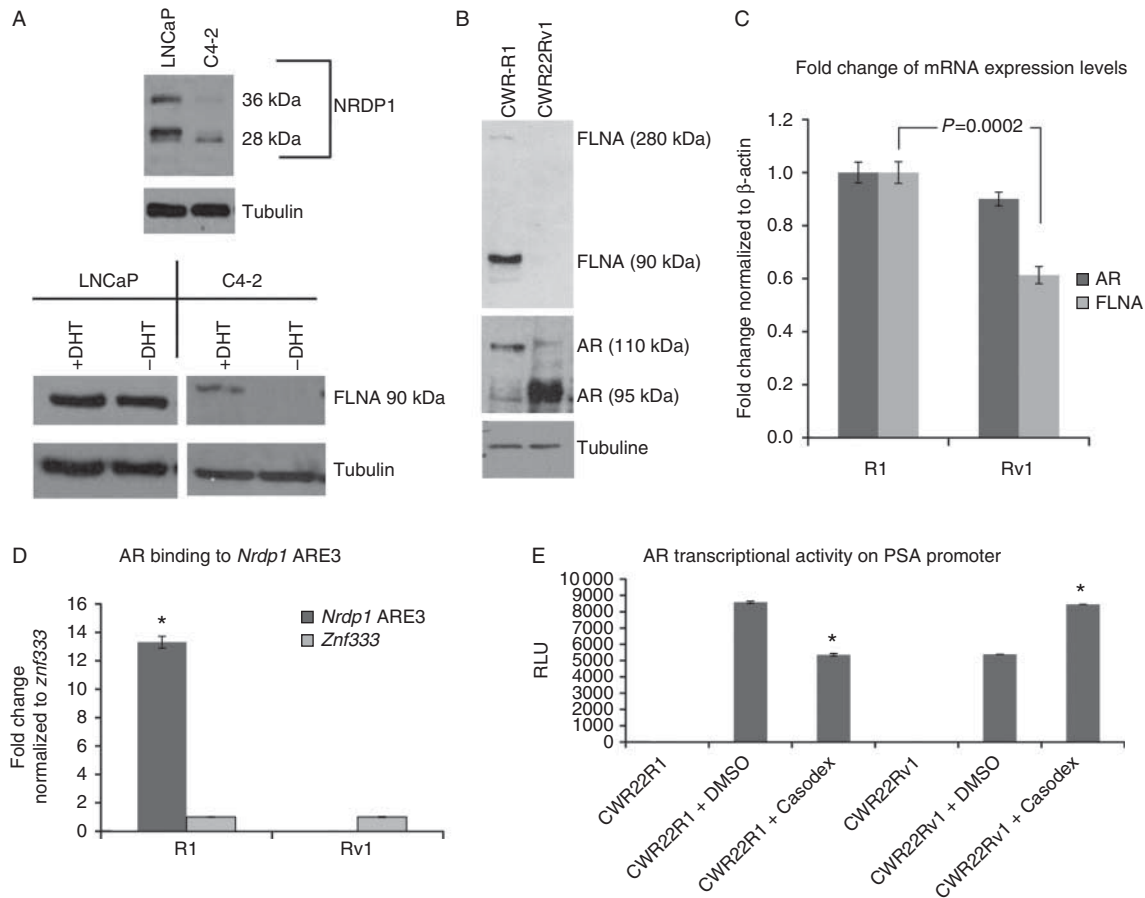 A
LNCaP
C4-2
36 kDa
28 kDa
NRDP1
Tubulin
LNCaP
C4-2
+DHT
–DHT
+DHT
–DHT
FLNA 90 kDa
Tubulin
B
CWR-R1
CWR22Rv1
FLNA (280 kDa)
FLNA (90 kDa)
AR (110 kDa)
AR (95 kDa)
Tubuline
C
Fold change of mRNA expression levels
Fold change normalized to β-actin
1.2
1.0
0.8
0.6
0.4
0.2
0.0
P=0.0002
AR
FLNA
R1
Rv1
D
AR binding to Nrdp1 ARE3
Fold change
normalized to znf333
16
14
12
10
8
6
4
2
0
*
Nrdp1 ARE3
Znf333
R1
Rv1
E
AR transcriptional activity on PSA promoter
RLU
10 000
9000
8000
7000
6000
5000
4000
3000
2000
1000
0
*
*
CWR22R1
CWR22R1 + DMSO
CWR22R1 + Casodex
CWR22Rv1
CWR22Rv1 + DMSO
CWR22Rv1 + Casodex